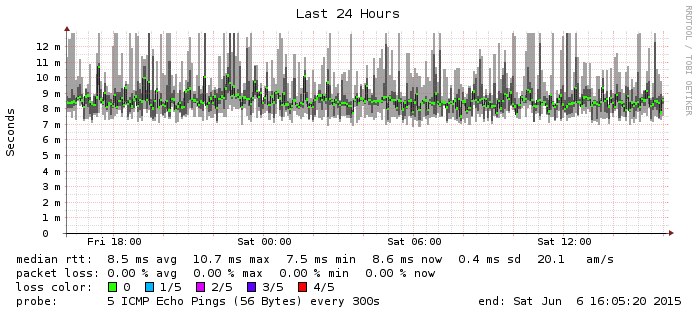 Last 24 Hours
RRDTOOL / TOBI OETIKER
Seconds
12 m
11 m
10 m
9 m
8 m
7 m
6 m
5 m
4 m
3 m
2 m
1 m
0
Fri 18:00 Sat 00:00 Sat 06:00 Sat 12:00
median rtt: 8.5 ms avg 10.7 ms max 7.5 ms min 8.6 ms now 0.4 ms sd 20.1 am/s
packet loss: 0.00 % avg 0.00 % max 0.00 % min 0.00 % now
loss color: 0 1/5 2/5 3/5 4/5
probe: 5 ICMP Echo Pings (56 Bytes) every 300s end: Sat Jun 6 16:05:20 2015